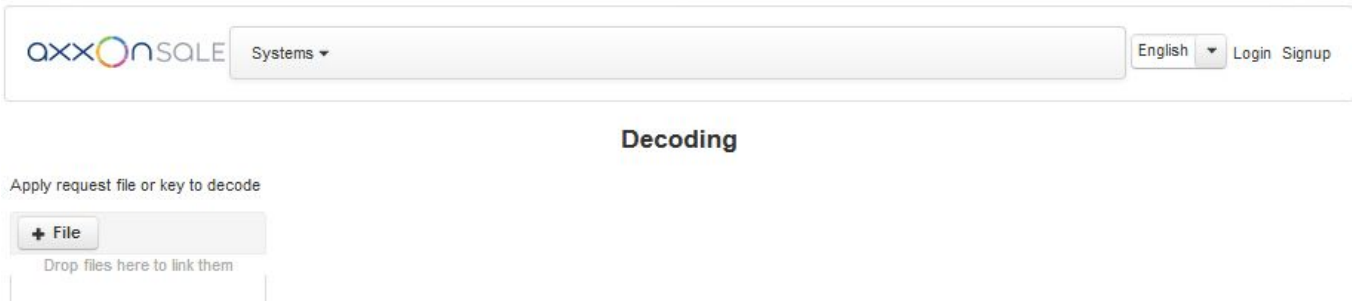 axxOnSALE
Systems
English
Login Signup
Decoding
Apply request file or key to decode
+ File
Drop files here to link them